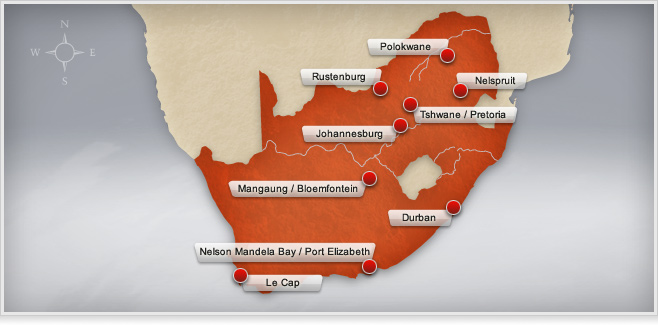 N
W E
S
Polokwane
Rustenburg
Nelspruit
Tshwane / Pretoria
Johannesburg
Mangaung / Bloemfontein
Durban
Nelson Mandela Bay / Port Elizabeth
Le Cap